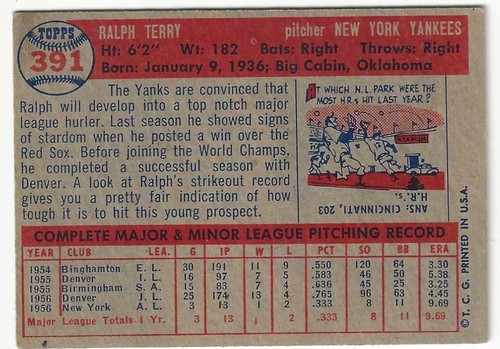 TOPPS
391
RALPH TERRY pitcher NEW YORK YANKEES
Ht: 6'2" Wt: 182 Bats: Right Throws: Right
Born: January 9, 1936; Big Cabin, Oklahoma
The Yanks are convinced that
Ralph will develop into a top notch major
league hurler. Last season he showed signs
of stardom when he posted a win over the
Red Sox. Before joining the World Champs,
he completed a successful season with
Denver. A look at Ralph's strikeout record
gives you a pretty fair indication of how
tough it is to hit this young prospect.
AT WHICH N.L. PARK WERE THE
MOST H.R.s HIT LAST YEAR?
STADIUM
ANS: CINCINNATI, 203
H.R.'s.
COMPLETE MAJOR & MINOR LEAGUE PITCHING RECORD
YEAR CLUB LEA. G IP W L PCT SO BB ERA
1954 Binghamton E. L. 30 191 11 9 .550 120 64 3.30
1955 Denver I. L. 16 97 7 5 .583 46 50 5.38
1955 Birmingham S. A. 15 83 7 4 .636 53 25 3.36
1956 Denver J. L. 25 174 13 4 .765 96 63 4.45
1956 New York A. L. 3 13 1 2 .333 8 11 9.69
Major League Totals 1 Yr. 3 13 1 2 .333 8 11 9.69
© T. C. G. PRINTED IN U.S.A.